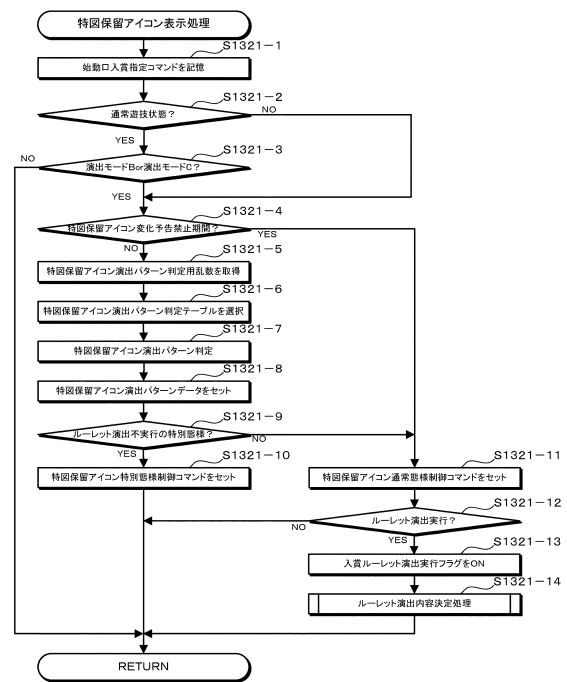 特図保留アイコン表示処理
S1321-1
始動口入賞指定コマンドを記憶
S1321-2
通常遊技状態？
NO
YES
S1321-3
NO
演出モードBor演出モードC？
YES
S1321-4
特図保留アイコン変化予告禁止期間？
YES
NO
S1321-5
特図保留アイコン演出パターン判定用乱数を取得
S1321-6
特図保留アイコン演出パターン判定テーブルを選択
S1321-7
特図保留アイコン演出パターン判定
S1321-8
特図保留アイコン演出パターンデータをセット
S1321-9
ルーレット演出不実行の特別態様？
NO
YES
S1321-10
特図保留アイコン特別態様制御コマンドをセット
S1321-11
特図保留アイコン通常態様制御コマンドをセット
S1321-12
ルーレット演出実行？
NO
YES
S1321-13
入賞ルーレット演出実行フラグをON
S1321-14
ルーレット演出内容決定処理
RETURN